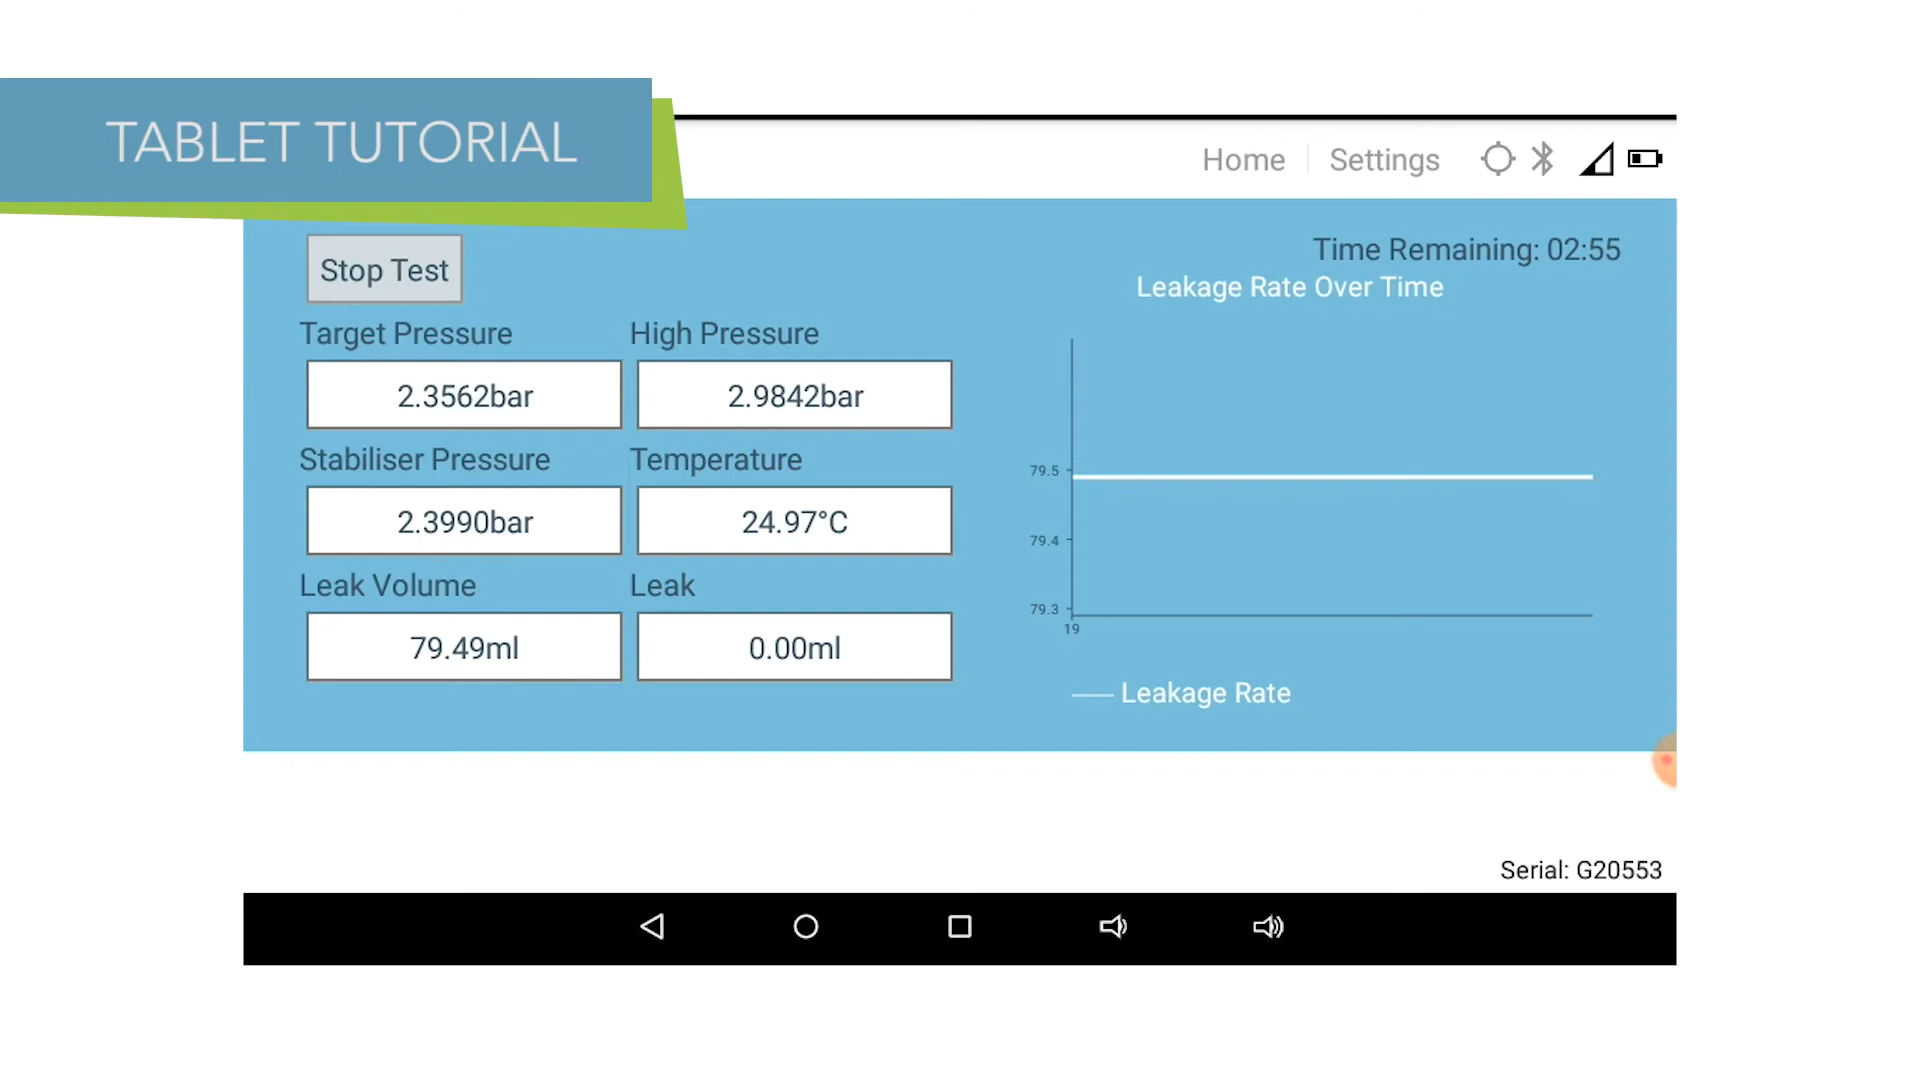 TABLET TUTORIAL
Home Settings
Stop Test
Time Remaining: 02:55
Leakage Rate Over Time
Target Pressure High Pressure
2.3562bar 2.9842bar
Stabiliser Pressure Temperature
2.3990bar 24.97°C
Leak Volume Leak
79.49ml 0.00ml
79.5
79.4
79.3
19
Leakage Rate
Serial: G20553